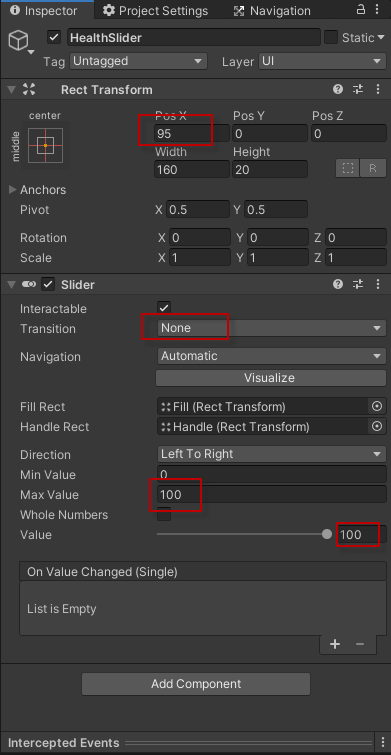 Inspector Project Settings Navigation
HealthSlider Static
Tag Untagged Layer UI
Rect Transform
center
middle
Pos X Pos Y Pos Z
95 0 0
Width Height
160 20
R
Anchors
Pivot X 0.5 Y 0.5
Rotation X 0 Y 0 Z 0
Scale X 1 Y 1 Z 1
Slider
Interactable
Transition None
Navigation Automatic
Visualize
Fill Rect Fill (Rect Transform)
Handle Rect Handle (Rect Transform)
Direction Left To Right
Min Value 0
Max Value 100
Whole Numbers
Value 100
On Value Changed (Single)
List is Empty
+ −
Add Component
Intercepted Events